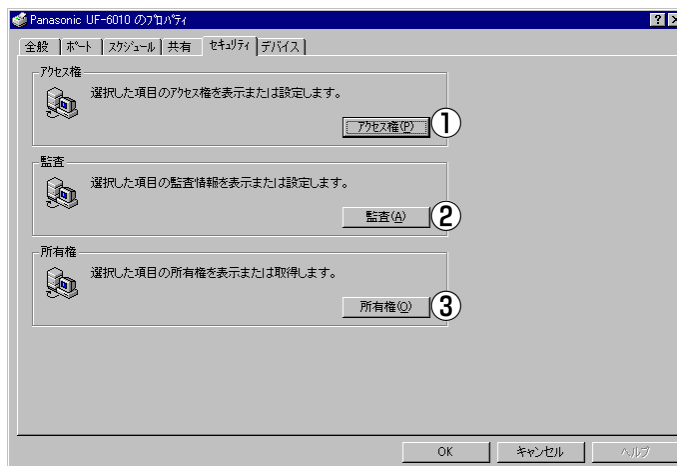 Panasonic UF-6010 のプロパティ
全般 ポート スケジュール 共有 セキュリティ デバイス
アクセス権
選択した項目のアクセス権を表示または設定します。
アクセス権(P) ①
監査
選択した項目の監査情報を表示または設定します。
監査(A) ②
所有権
選択した項目の所有権を表示または取得します。
所有権(O) ③
OK キャンセル ヘルプ